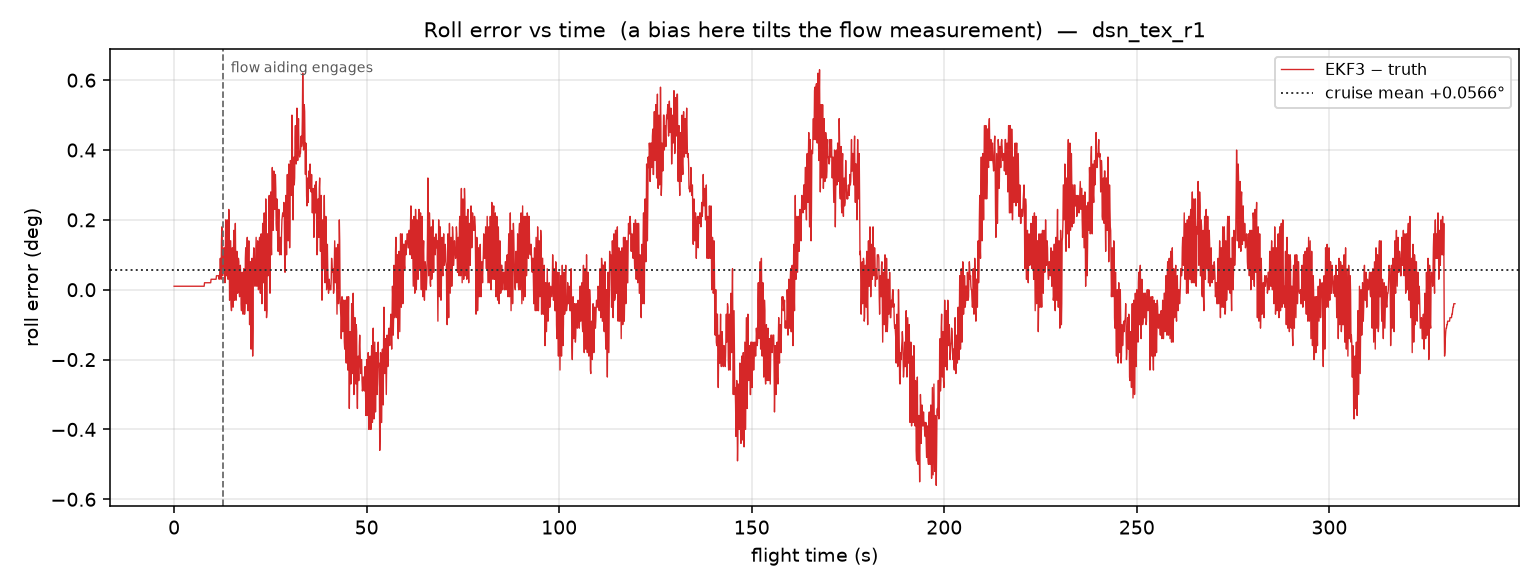 Roll error vs time  (a bias here tilts the flow measurement)  —  dsn_tex_r1
flow aiding engages
EKF3 − truth
cruise mean +0.0566°
0.6
0.4
0.2
0.0
−0.2
−0.4
−0.6
roll error (deg)
0
50
100
150
200
250
300
flight time (s)